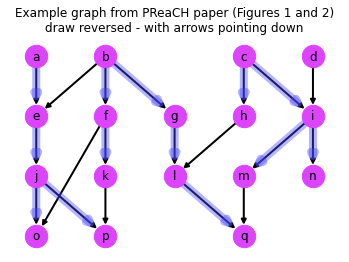 Example graph from PReaCH paper (Figures 1 and 2)
draw reversed - with arrows pointing down
a b c d
e f g h i
j k l m n
o p q